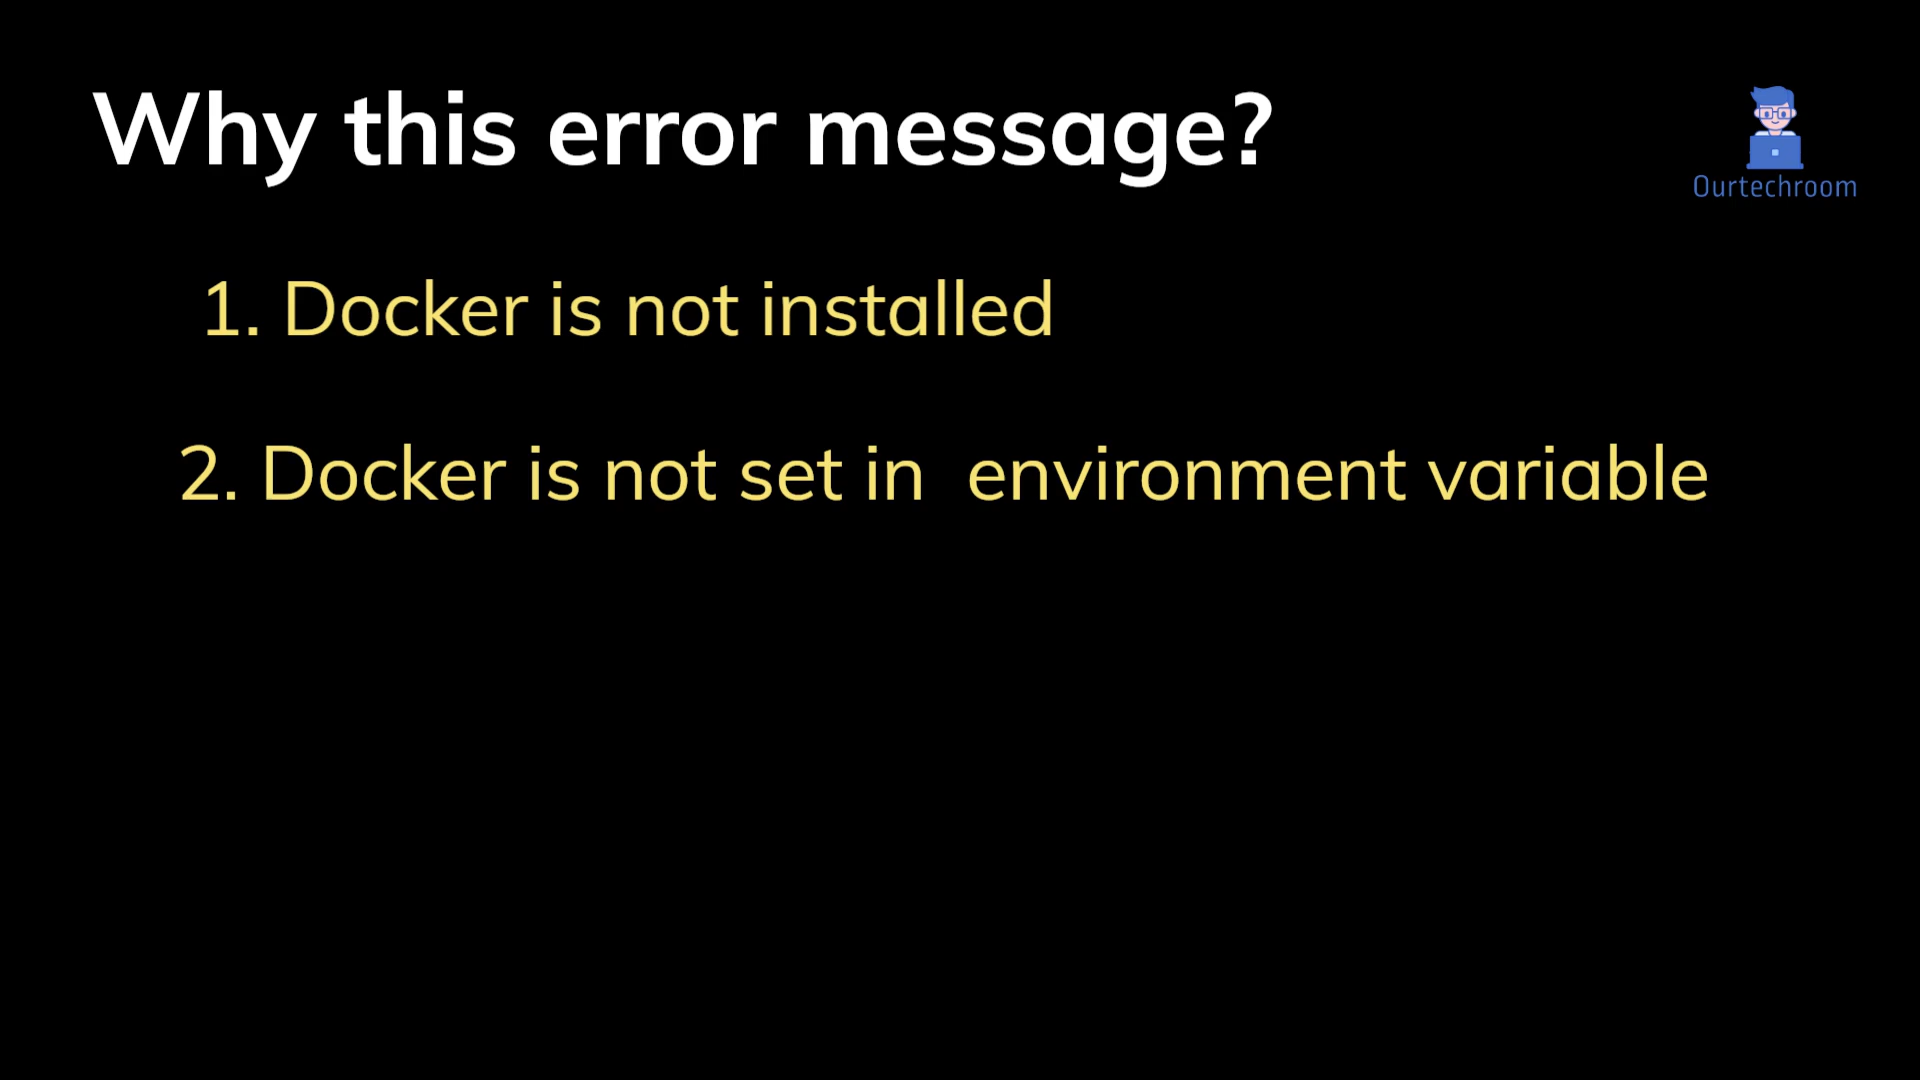 Why this error message?
Ourtechroom
1. Docker is not installed
2. Docker is not set in  environment variable